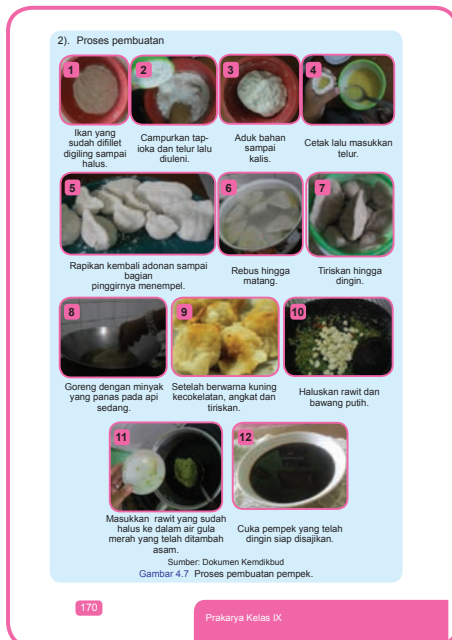 2). Proses pembuatan
1
2
3
4
Ikan yang
sudah difillet
digiling sampai
halus.
Campurkan tap-
ioka dan telur lalu
diuleni.
Aduk bahan
sampai
kalis.
Cetak lalu masukkan
telur.
5
6
7
Rapikan kembali adonan sampai
bagian
pinggirnya menempel.
Rebus hingga
matang.
Tiriskan hingga
dingin.
8
9
10
Goreng dengan minyak
yang panas pada api
sedang.
Setelah berwarna kuning
kecokelatan, angkat dan
tiriskan.
Haluskan rawit dan
bawang putih.
11
12
Masukkan rawit yang sudah
halus ke dalam air gula
merah yang telah ditambah
asam.
Cuka pempek yang telah
dingin siap disajikan.
Sumber: Dokumen Kemdikbud
Gambar 4.7 Proses pembuatan pempek.
170
Prakarya Kelas IX